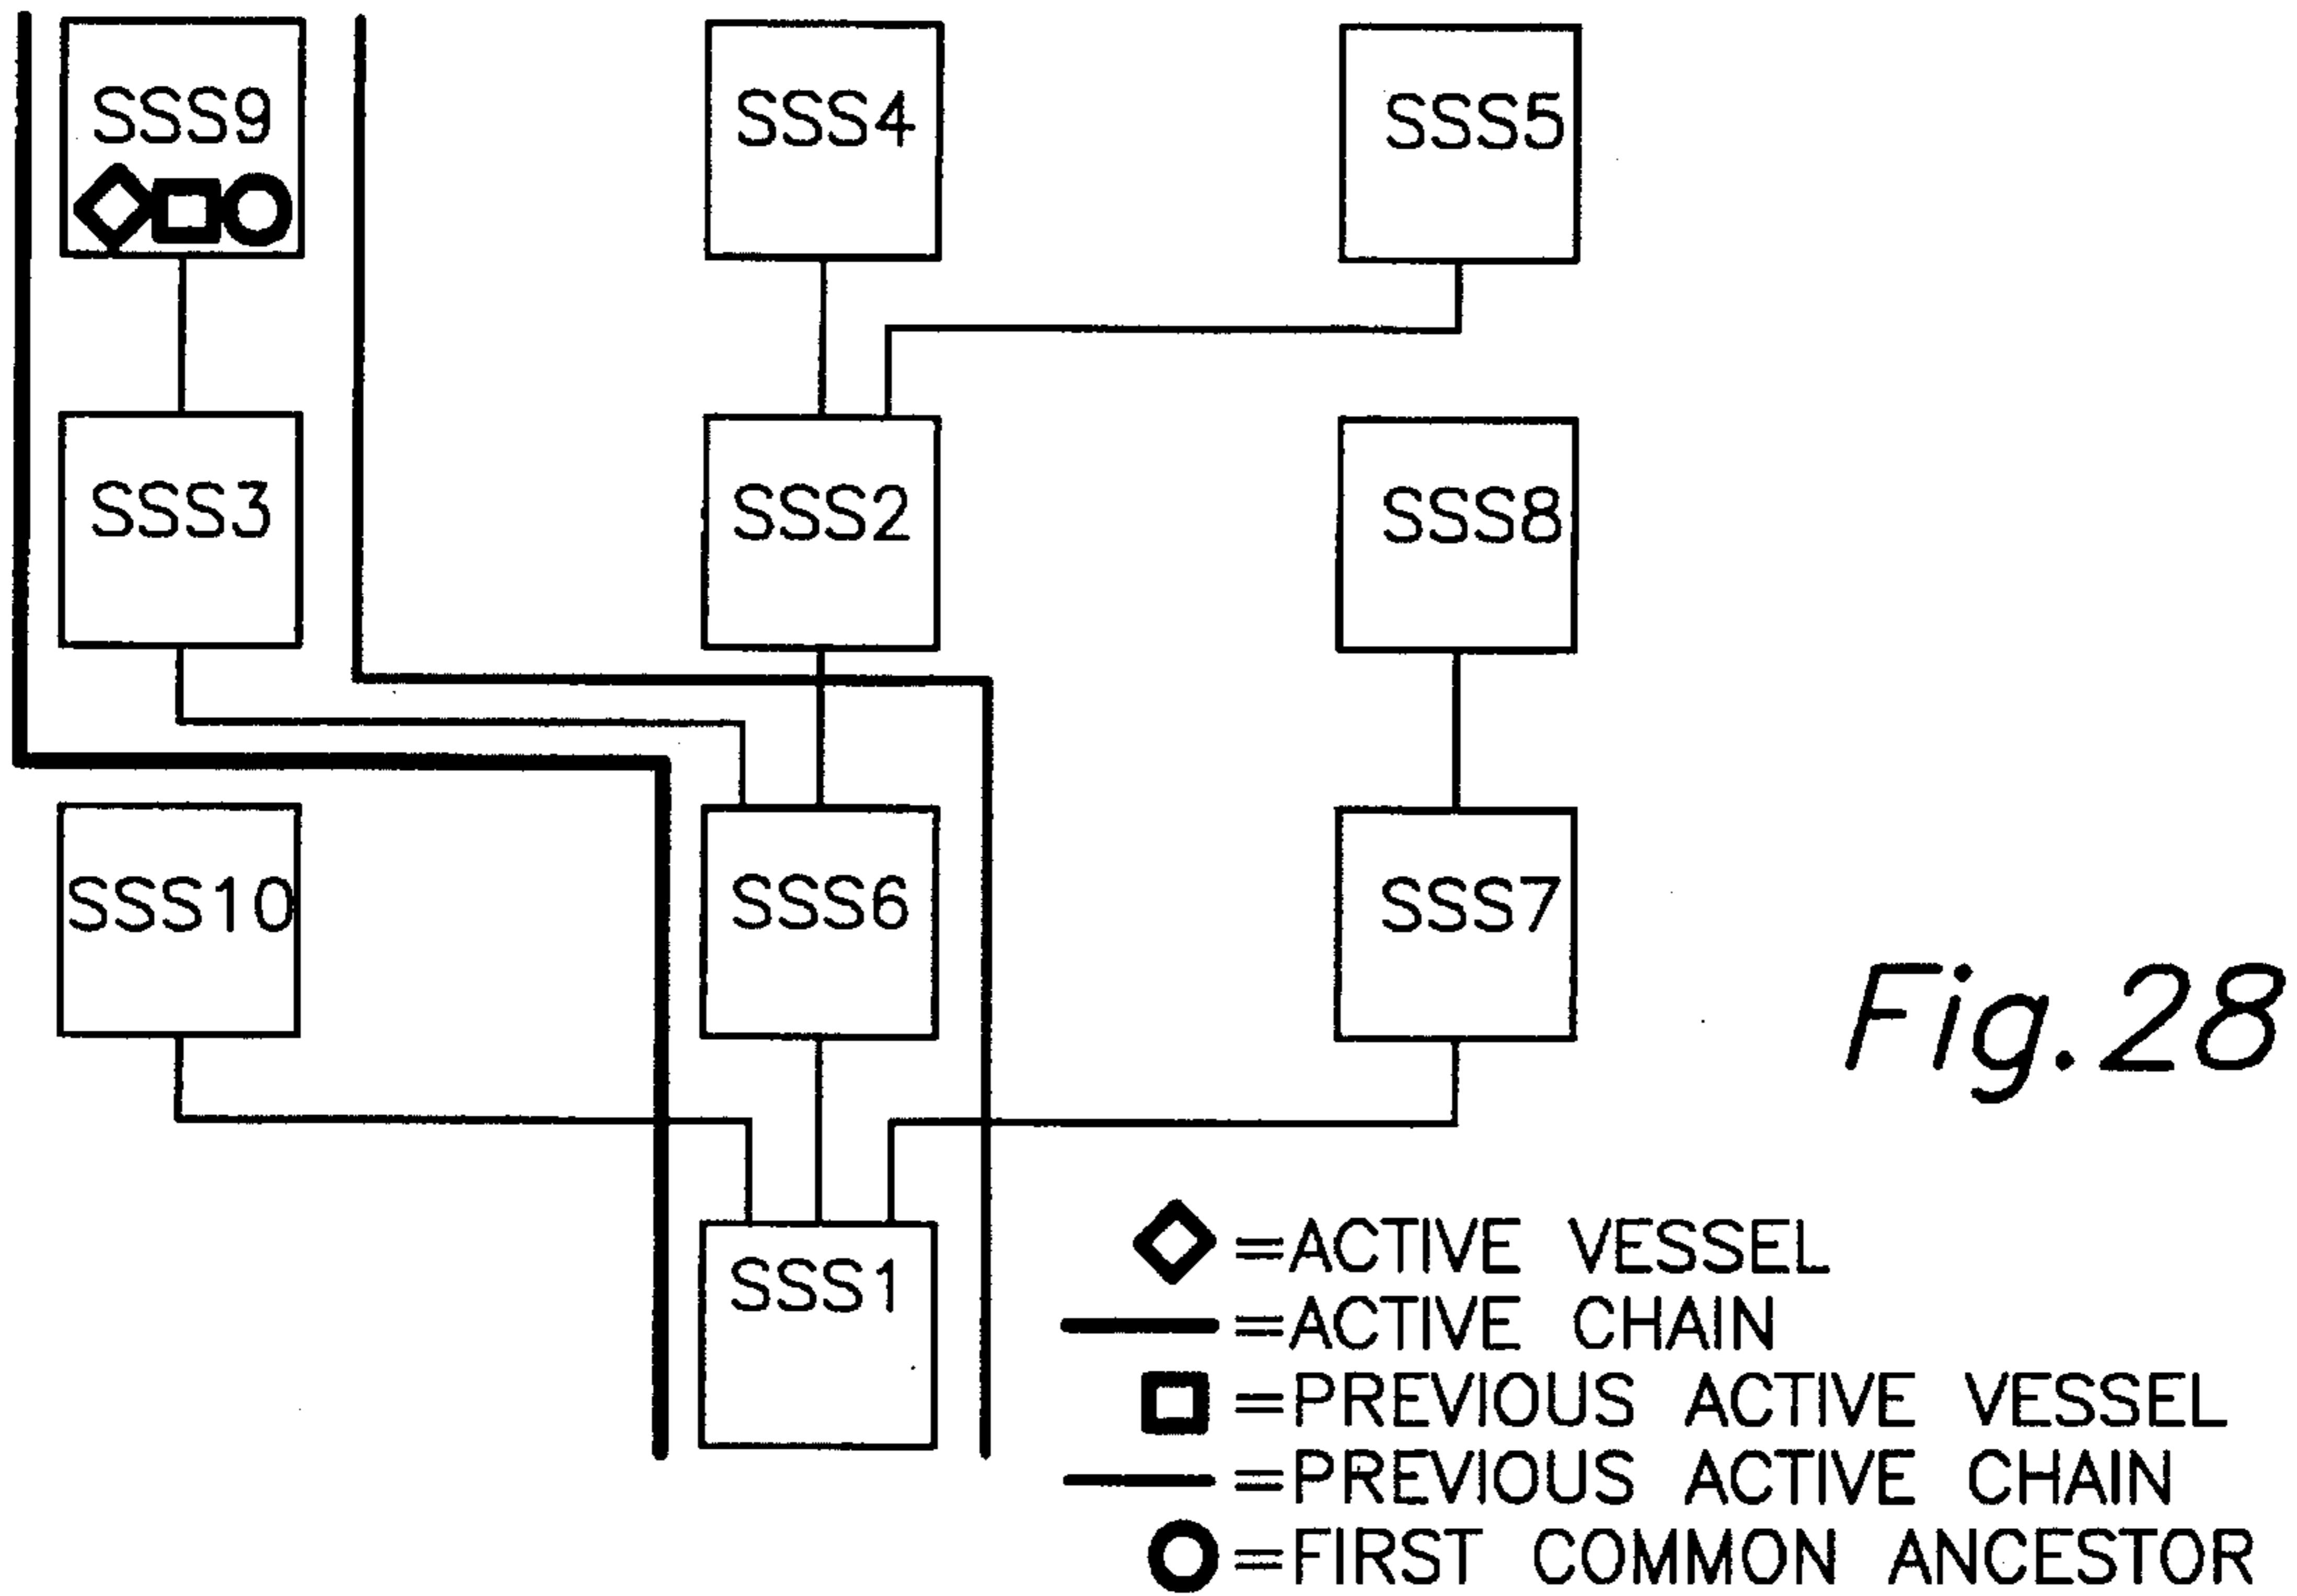 SSS9
SSS4
SSS5
SSS3
SSS2
SSS8
SSS10
SSS6
SSS7
Fig.28
SSS1
=ACTIVE VESSEL
=ACTIVE CHAIN
=PREVIOUS ACTIVE VESSEL
=PREVIOUS ACTIVE CHAIN
=FIRST COMMON ANCESTOR